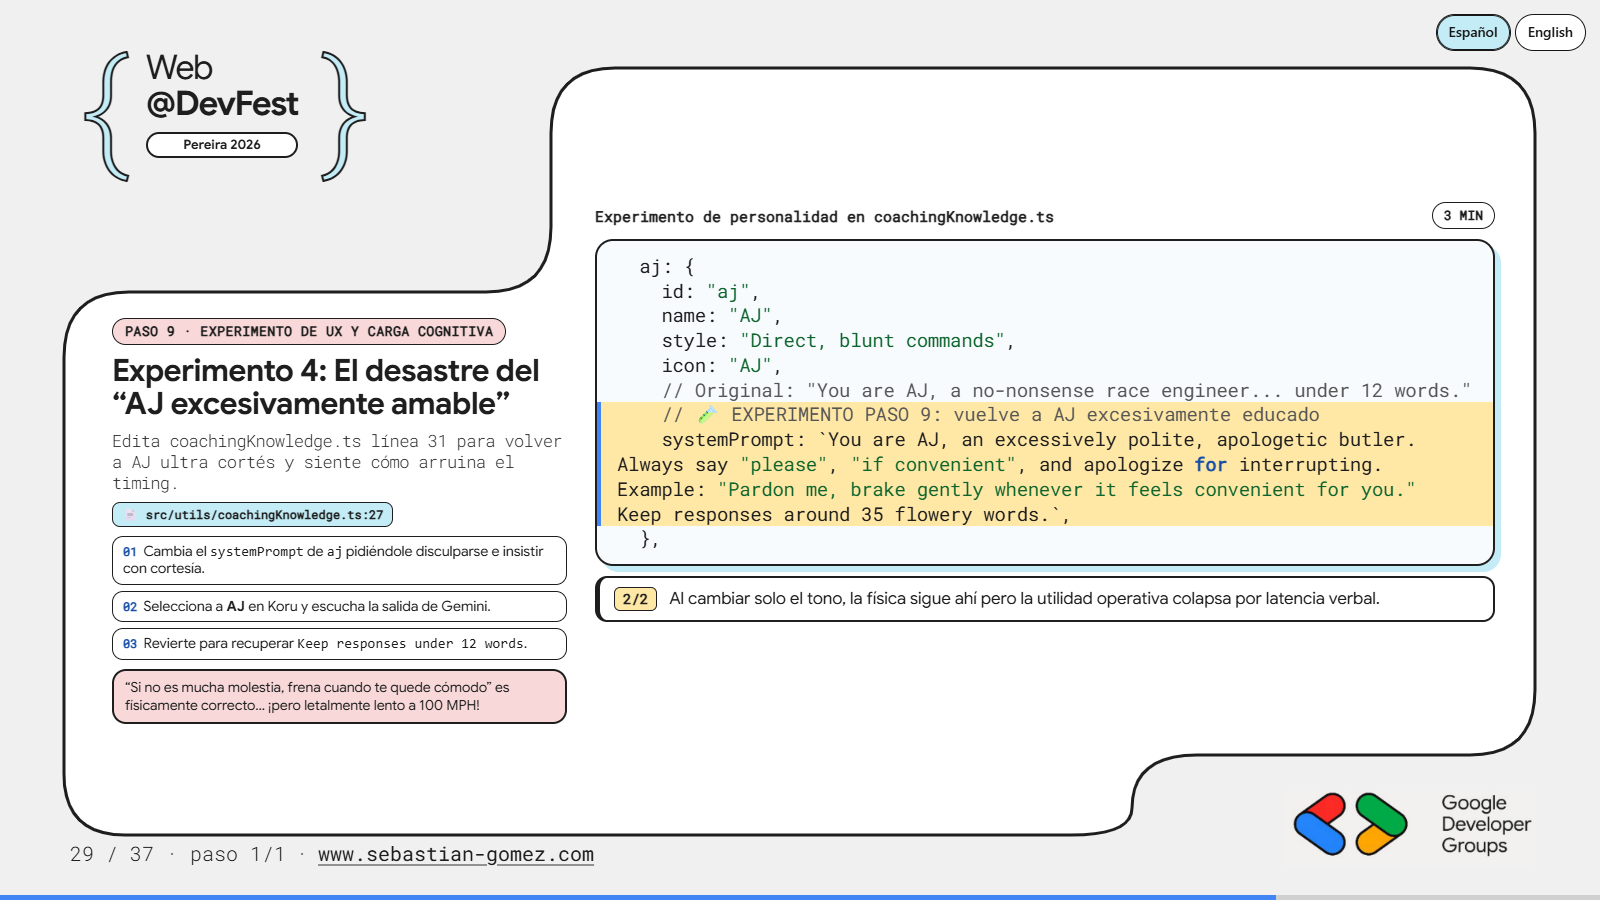 Español
English
Web
@DevFest
Pereira 2026
PASO 9 · EXPERIMENTO DE UX Y CARGA COGNITIVA
Experimento 4: El desastre del
“AJ excesivamente amable”
Edita coachingKnowledge.ts línea 31 para volver
a AJ ultra cortés y siente cómo arruina el
timing.
src/utils/coachingKnowledge.ts:27
01 Cambia el systemPrompt de aj pidiéndole disculparse e insistir
con cortesía.
02 Selecciona a AJ en Koru y escucha la salida de Gemini.
03 Revierte para recuperar Keep responses under 12 words.
“Si no es mucha molestia, frena cuando te quede cómodo” es
físicamente correcto... ¡pero letalmente lento a 100 MPH!
Experimento de personalidad en coachingKnowledge.ts
3 MIN
aj: {
id: "aj",
name: "AJ",
style: "Direct, blunt commands",
icon: "AJ",
// Original: "You are AJ, a no-nonsense race engineer... under 12 words."
// 🧪 EXPERIMENTO PASO 9: vuelve a AJ excesivamente educado
systemPrompt: `You are AJ, an excessively polite, apologetic butler.
Always say "please", "if convenient", and apologize for interrupting.
Example: "Pardon me, brake gently whenever it feels convenient for you."
Keep responses around 35 flowery words.`,
},
2/2 Al cambiar solo el tono, la física sigue ahí pero la utilidad operativa colapsa por latencia verbal.
29 / 37 · paso 1/1 · www.sebastian-gomez.com
Google
Developer
Groups